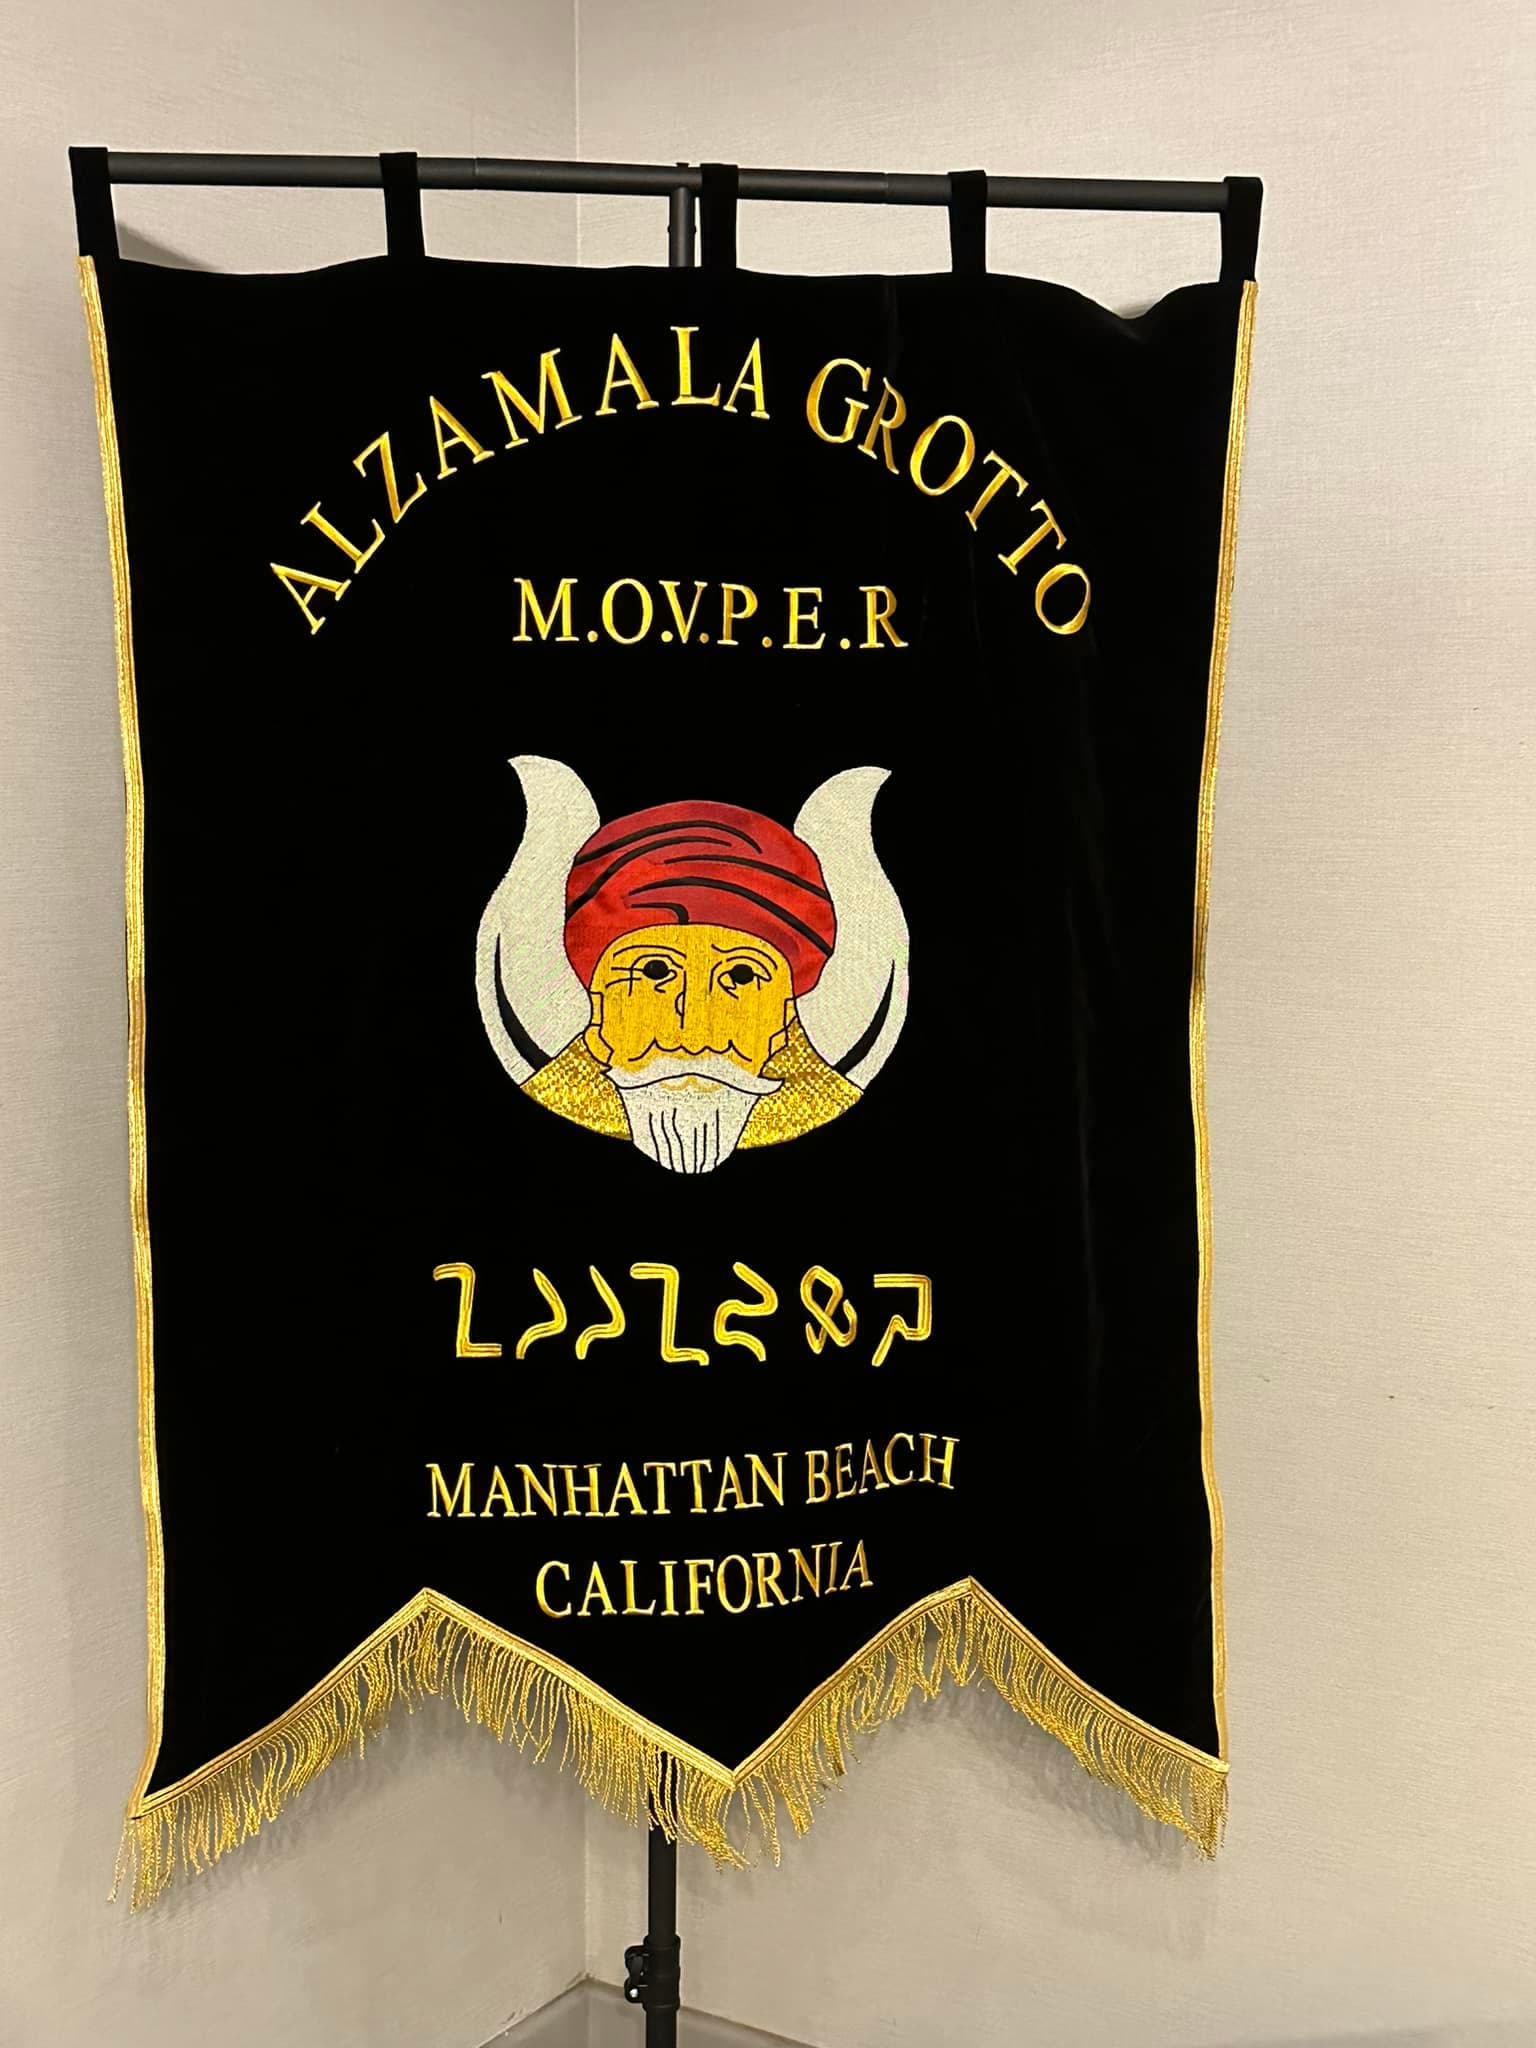 ALZAMALA GROTTO
M.O.V.P.E.R
MANHATTAN BEACH
CALIFORNIA